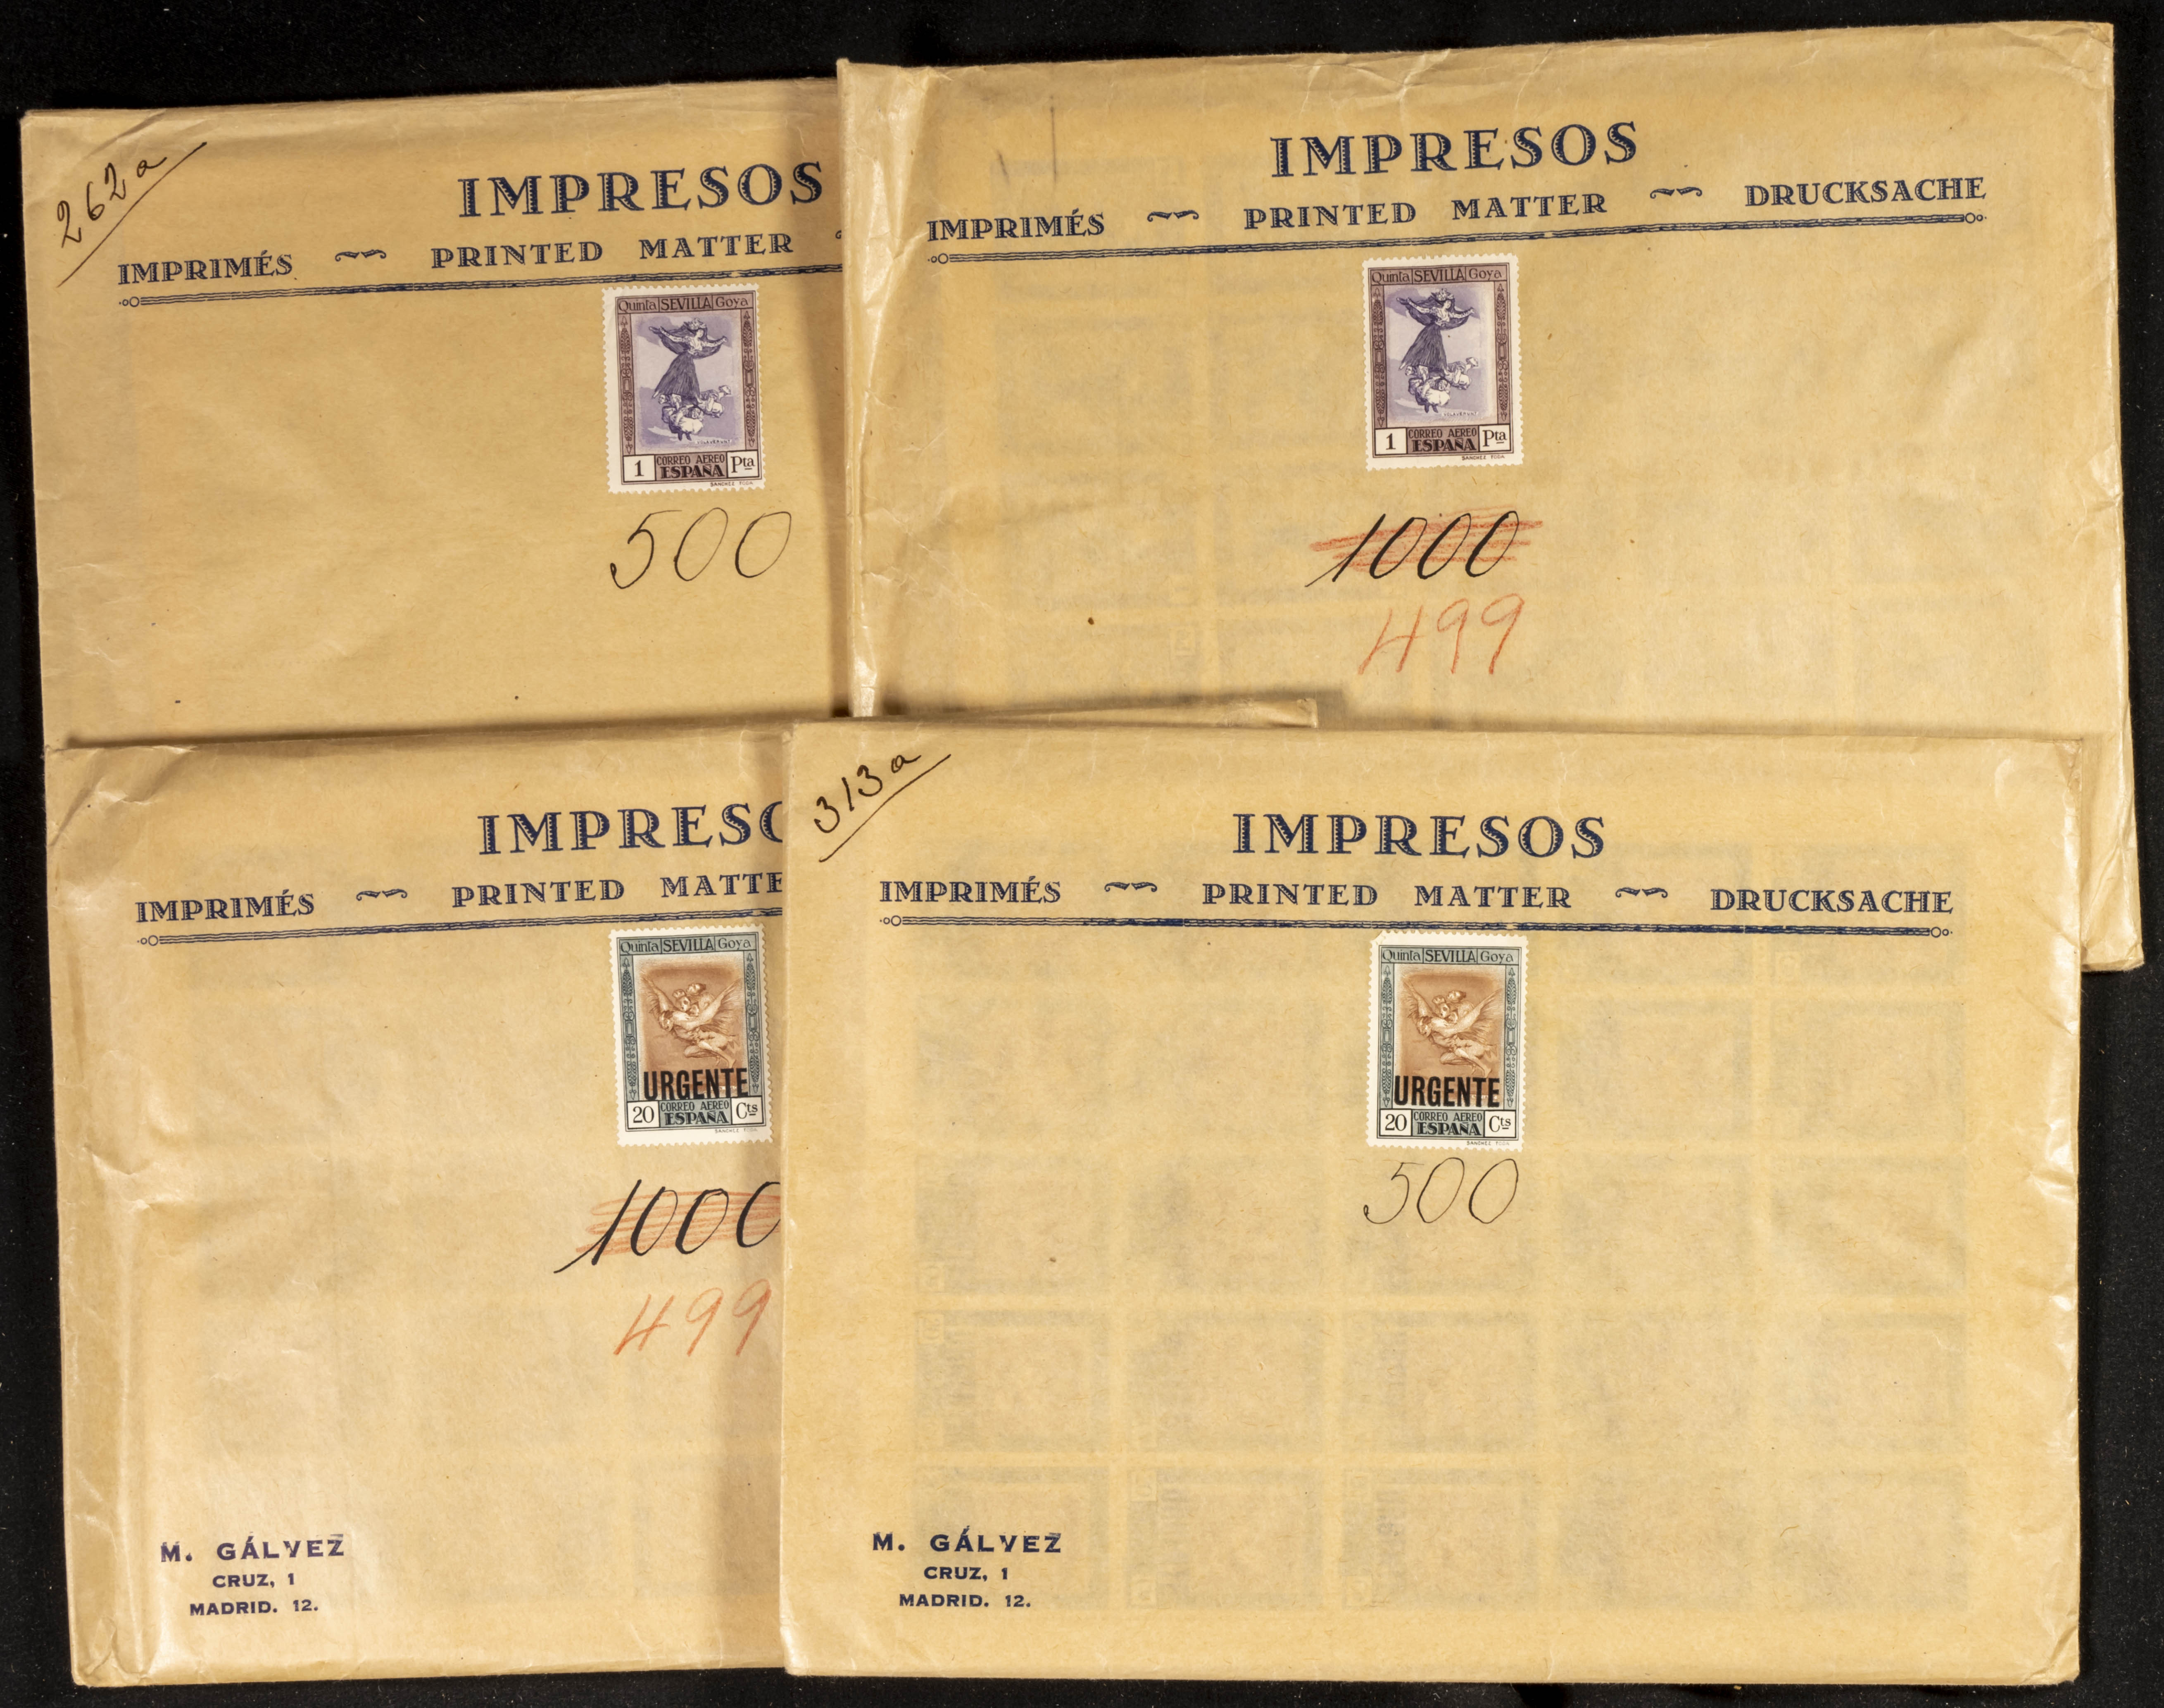 262a
IMPRESOS
IMPRIMÉS PRINTED MATTER
Quinta SEVILLA Goya
1 CORREO AEREO ESPAÑA Pta
SANCHEZ TODA
500
IMPRESOS
IMPRIMÉS PRINTED MATTER DRUCKSACHE
Quinta SEVILLA Goya
1 CORREO AEREO ESPAÑA Pta
SANCHEZ TODA
1000
499
IMPRESO
IMPRIMÉS PRINTED MATTE
Quinta SEVILLA Goya
URGENTE
20 CORREO AEREO ESPAÑA Cts
SANCHEZ TODA
1000
499
M. GÁLVEZ
CRUZ, 1
MADRID. 12.
313a
IMPRESOS
IMPRIMÉS PRINTED MATTER DRUCKSACHE
Quinta SEVILLA Goya
URGENTE
20 CORREO AEREO ESPAÑA Cts
SANCHEZ TODA
500
M. GÁLVEZ
CRUZ, 1
MADRID. 12.